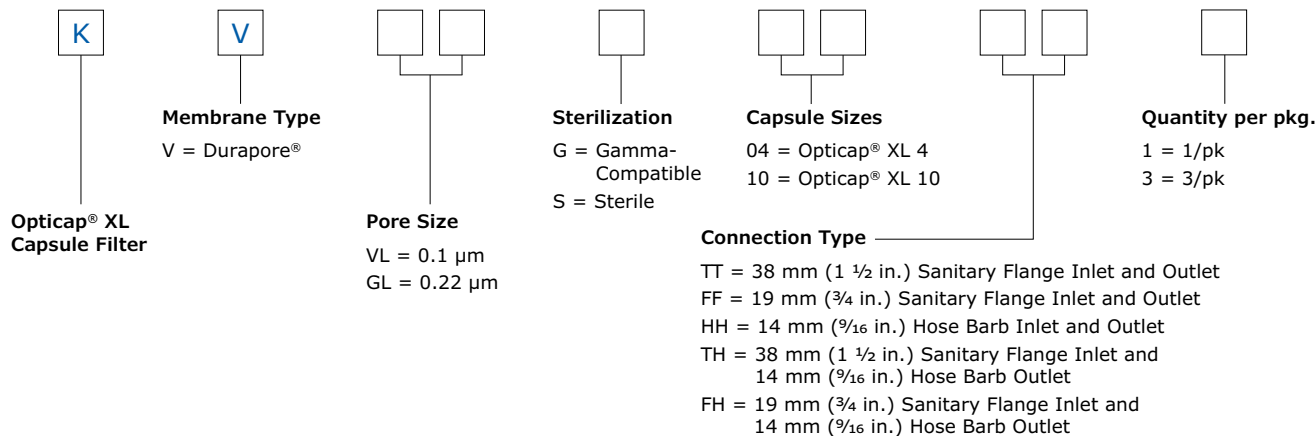 K
V
Membrane Type
V = Durapore®
Opticap® XL
Capsule Filter
Pore Size
VL = 0.1 µm
GL = 0.22 µm
Sterilization
G = Gamma-
Compatible
S = Sterile
Capsule Sizes
04 = Opticap® XL 4
10 = Opticap® XL 10
Connection Type
TT = 38 mm (1 ½ in.) Sanitary Flange Inlet and Outlet
FF = 19 mm (¾ in.) Sanitary Flange Inlet and Outlet
HH = 14 mm (⁹⁄₁₆ in.) Hose Barb Inlet and Outlet
TH = 38 mm (1 ½ in.) Sanitary Flange Inlet and
14 mm (⁹⁄₁₆ in.) Hose Barb Outlet
FH = 19 mm (¾ in.) Sanitary Flange Inlet and
14 mm (⁹⁄₁₆ in.) Hose Barb Outlet
Quantity per pkg.
1 = 1/pk
3 = 3/pk